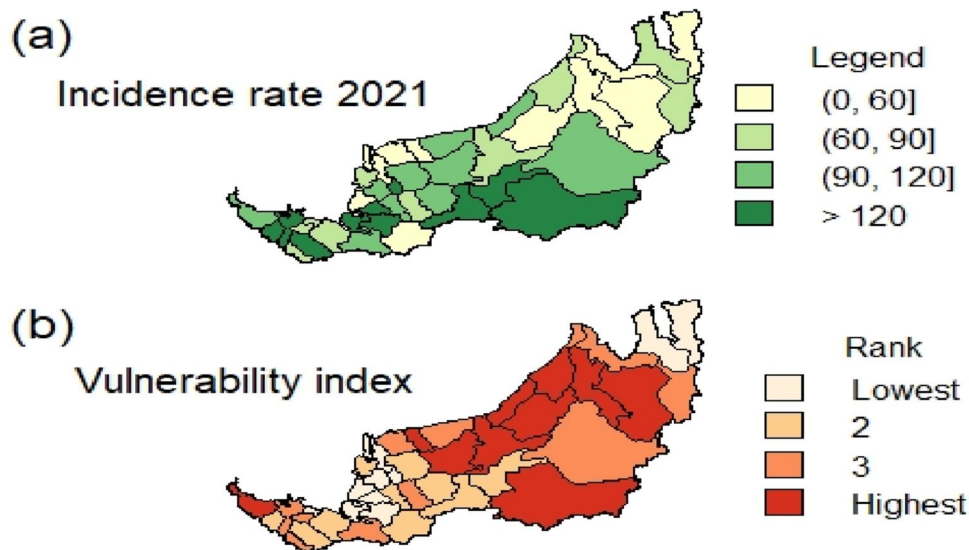 (a)
Incidence rate 2021
Legend
(0, 60]
(60, 90]
(90, 120]
> 120
(b)
Vulnerability index
Rank
Lowest
2
3
Highest